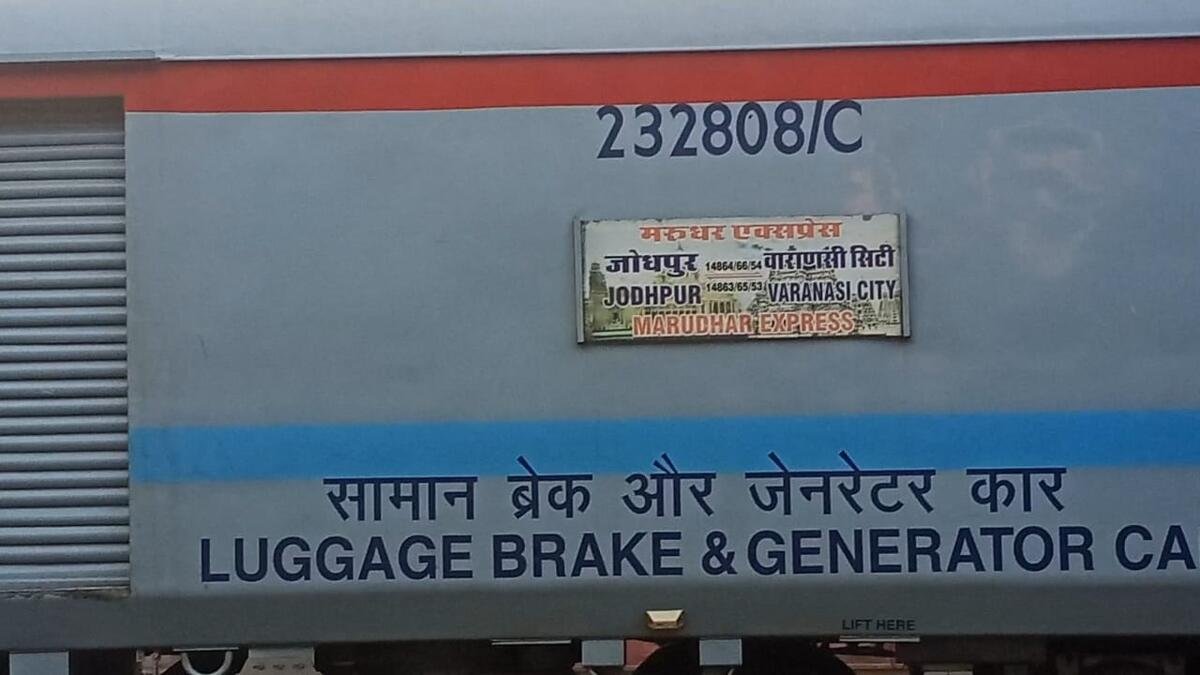 232808/C
मरुधर एक्सप्रेस
जोधपुर 14864/66/54 वाराणसी सिटी
JODHPUR 14863/65/53 VARANASI CITY
MARUDHAR EXPRESS
सामान ब्रेक और जेनरेटर कार
LUGGAGE BRAKE & GENERATOR CA
LIFT HERE